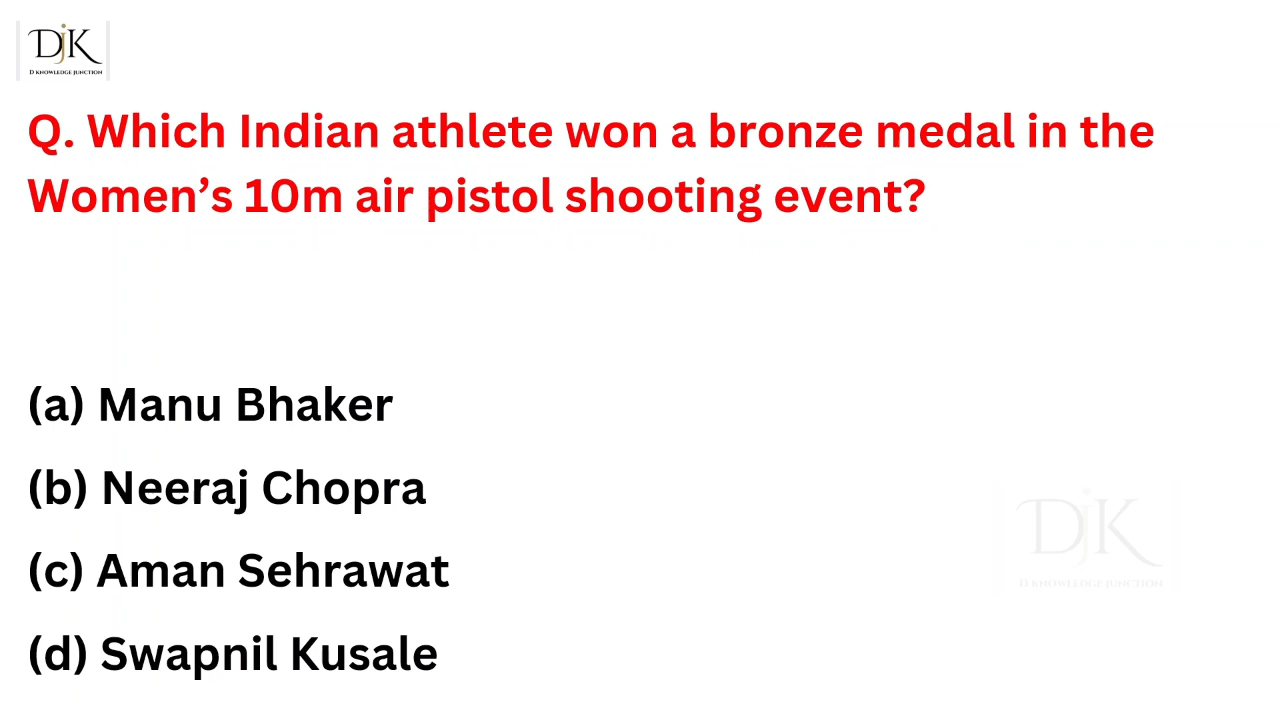 DjK
D KNOWLEDGE JUNCTION
Q. Which Indian athlete won a bronze medal in the
Women’s 10m air pistol shooting event?
(a) Manu Bhaker
(b) Neeraj Chopra
(c) Aman Sehrawat
(d) Swapnil Kusale
DjK
D KNOWLEDGE JUNCTION